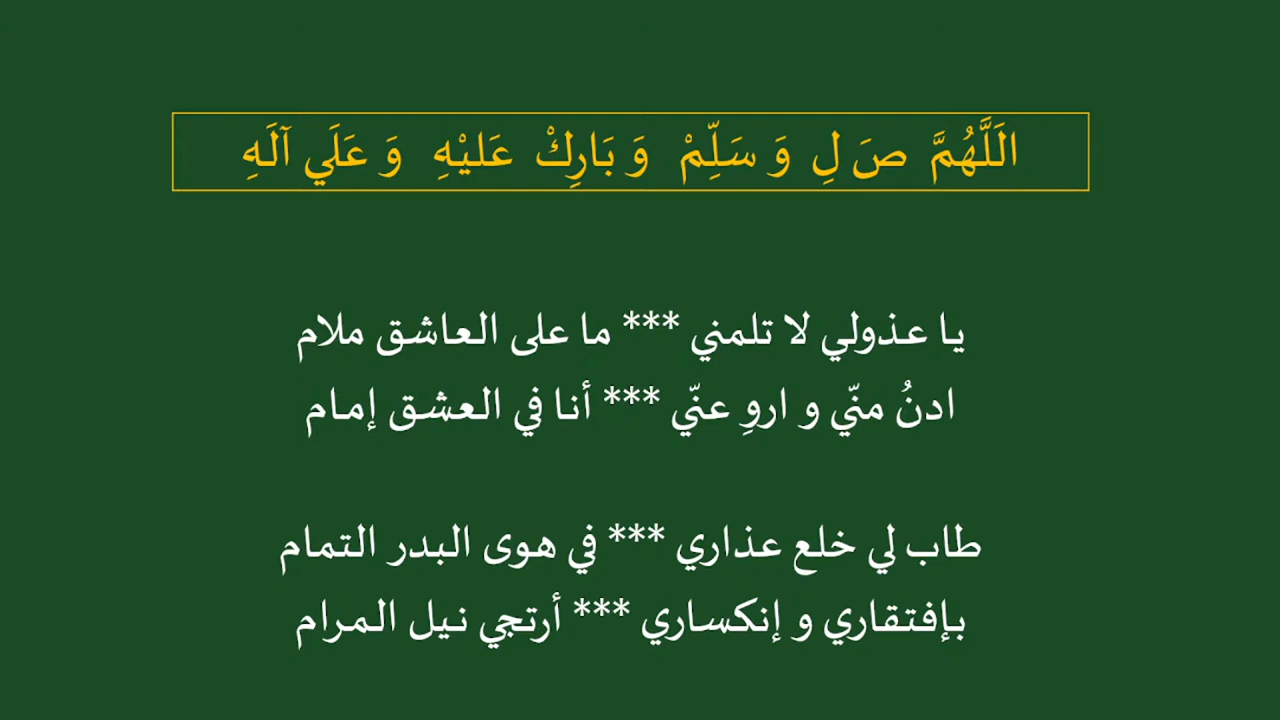 الَلَّهُمَّ صَ لِ وَ سَلِّمْ وَ بَارِكْ عَليْهِ وَ عَلَي آلَهِ
يا عذولي لا تلمني *** ما على العاشق ملام
ادنُ منّي و اروِ عنّي *** أنا في العشق إمام
طاب لي خلع عذاري *** في هوى البدر التمام
بإفتقاري و إنكساري *** أرتجي نيل المرام